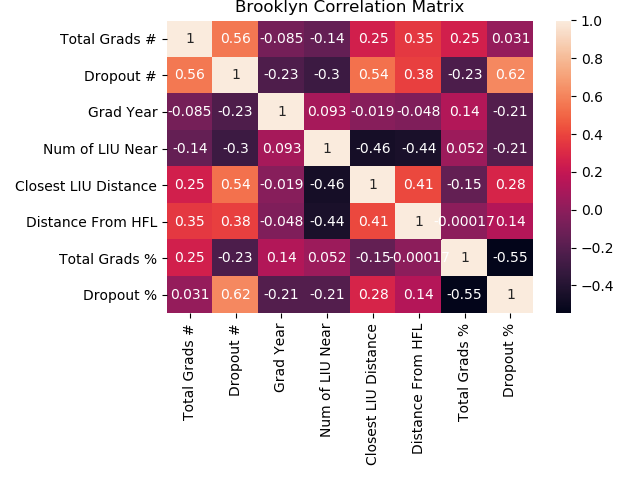 Brooklyn Correlation Matrix
Total Grads # 1 0.56 -0.085 -0.14 0.25 0.35 0.25 0.031
Dropout # 0.56 1 -0.23 -0.3 0.54 0.38 -0.23 0.62
Grad Year -0.085 -0.23 1 0.093 -0.019 -0.048 0.14 -0.21
Num of LIU Near -0.14 -0.3 0.093 1 -0.46 -0.44 0.052 -0.21
Closest LIU Distance 0.25 0.54 -0.019 -0.46 1 0.41 -0.15 0.28
Distance From HFL 0.35 0.38 -0.048 -0.44 0.41 1 -0.00017 0.14
Total Grads % 0.25 -0.23 0.14 0.052 -0.15 -0.00017 1 -0.55
Dropout % 0.031 0.62 -0.21 -0.21 0.28 0.14 -0.55 1
Total Grads #
Dropout #
Grad Year
Num of LIU Near
Closest LIU Distance
Distance From HFL
Total Grads %
Dropout %
1.0
0.8
0.6
0.4
0.2
0.0
−0.2
−0.4